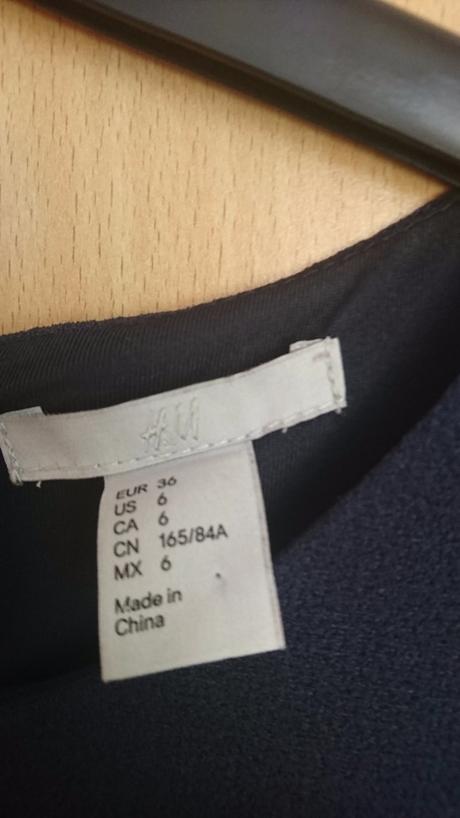 H&M
EUR 36
US 6
CA 6
CN 165/84A
MX 6
Made in
China